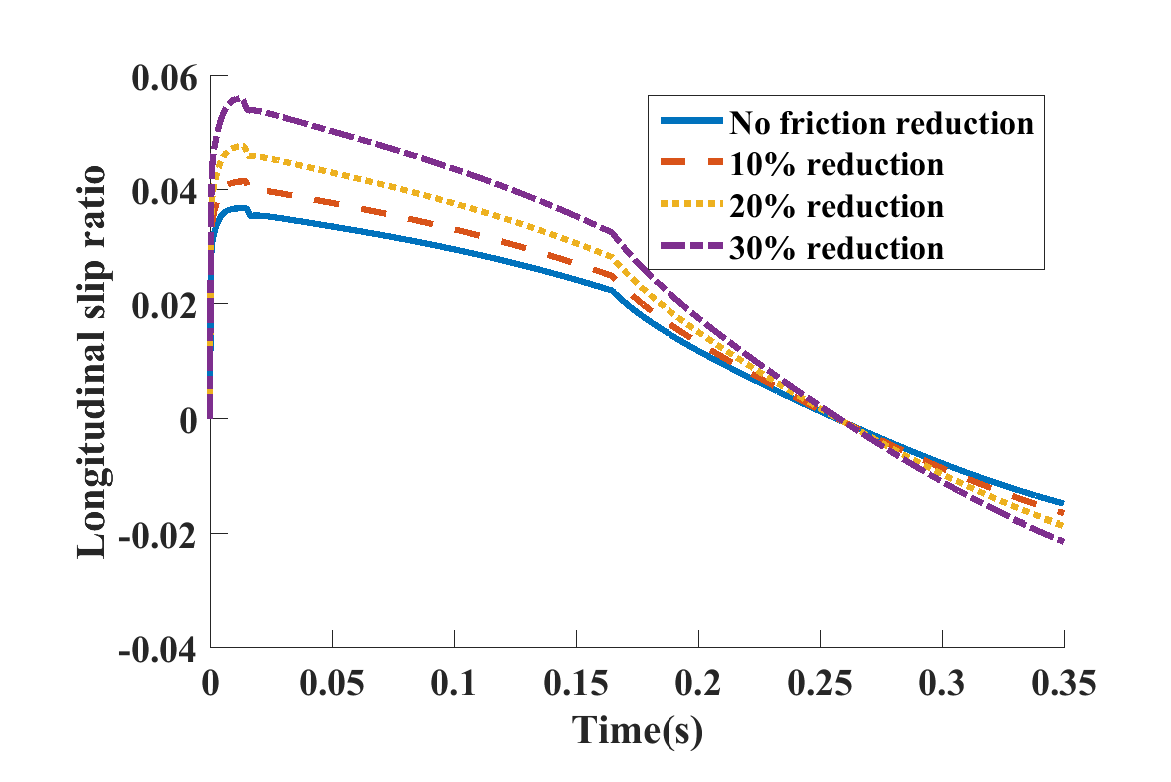 0.06
0.04
0.02
0
-0.02
-0.04
Longitudinal slip ratio
No friction reduction
10% reduction
20% reduction
30% reduction
0 0.05 0.1 0.15 0.2 0.25 0.3 0.35
Time(s)